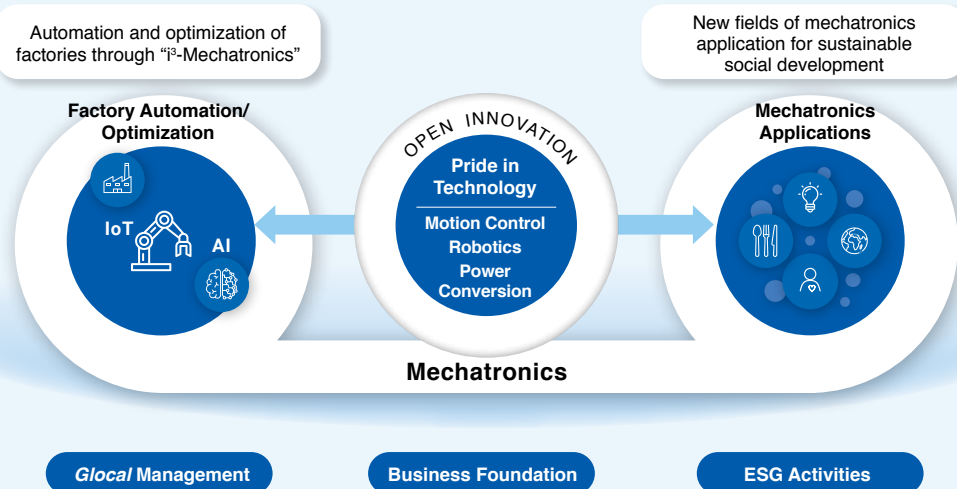 Automation and optimization of
factories through “i³-Mechatronics”
New fields of mechatronics
application for sustainable
social development
Factory Automation/
Optimization
IoT
AI
OPEN INNOVATION
Pride in
Technology
Motion Control
Robotics
Power
Conversion
Mechatronics
Applications
Mechatronics
Glocal Management
Business Foundation
ESG Activities